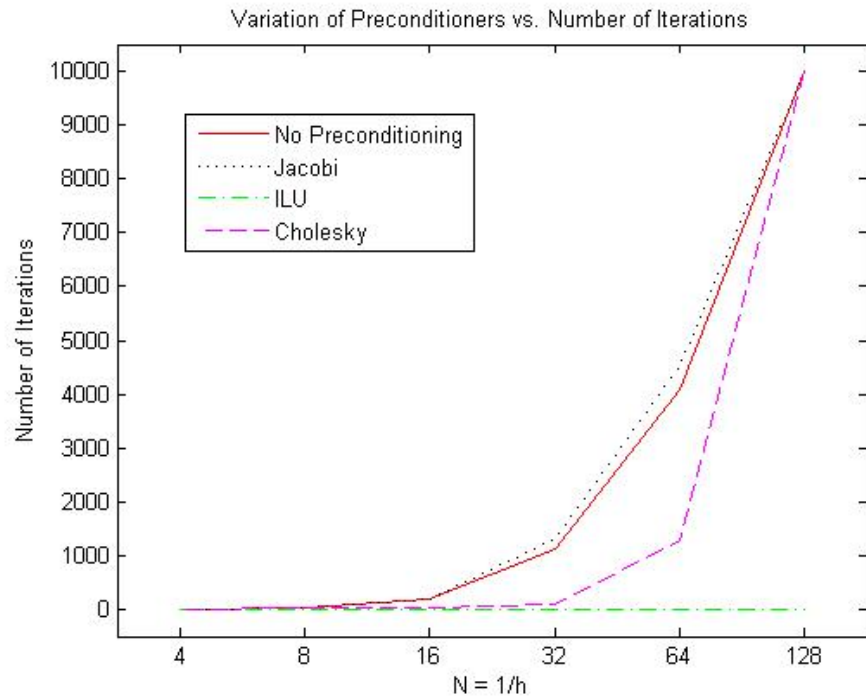 Variation of Preconditioners vs. Number of Iterations
10000
9000
8000
7000
6000
5000
4000
3000
2000
1000
0
Number of Iterations
No Preconditioning
Jacobi
ILU
Cholesky
4 8 16 32 64 128
N = 1/h